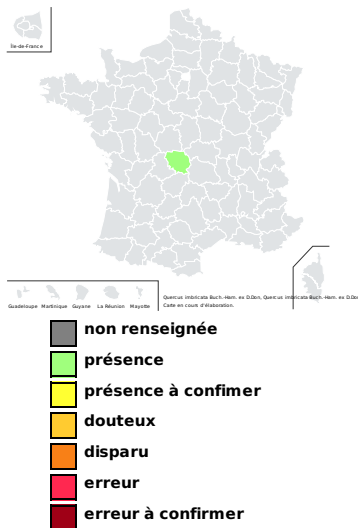 Île-de-France
Guadeloupe Martinique Guyane La Réunion Mayotte
Quercus imbricata Buch.-Ham. ex D.Don, Quercus imbricata Buch.-Ham. ex D.Don
Carte en cours d'élaboration.
non renseignée
présence
présence à confimer
douteux
disparu
erreur
erreur à confirmer